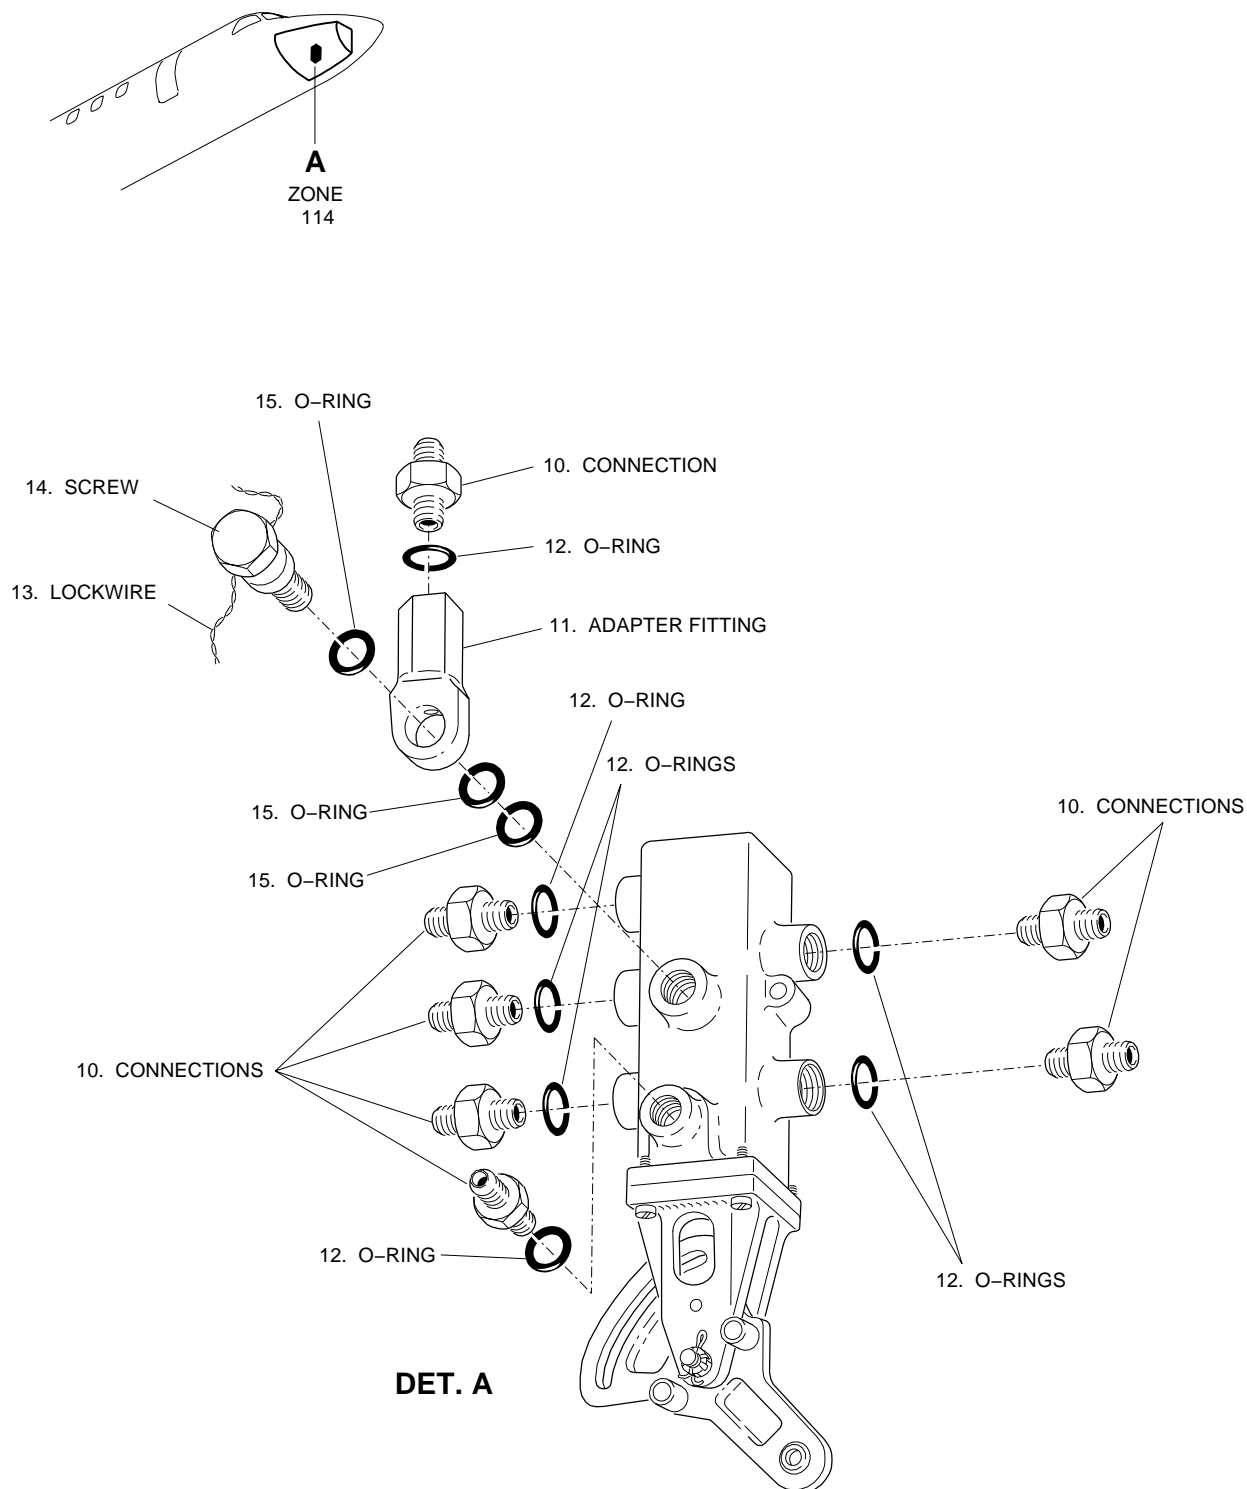 A
ZONE
114
15. O−RING
10. CONNECTION
14. SCREW
12. O−RING
13. LOCKWIRE
11. ADAPTER FITTING
12. O−RING
12. O−RINGS
15. O−RING
10. CONNECTIONS
15. O−RING
10. CONNECTIONS
12. O−RING
12. O−RINGS
DET. A